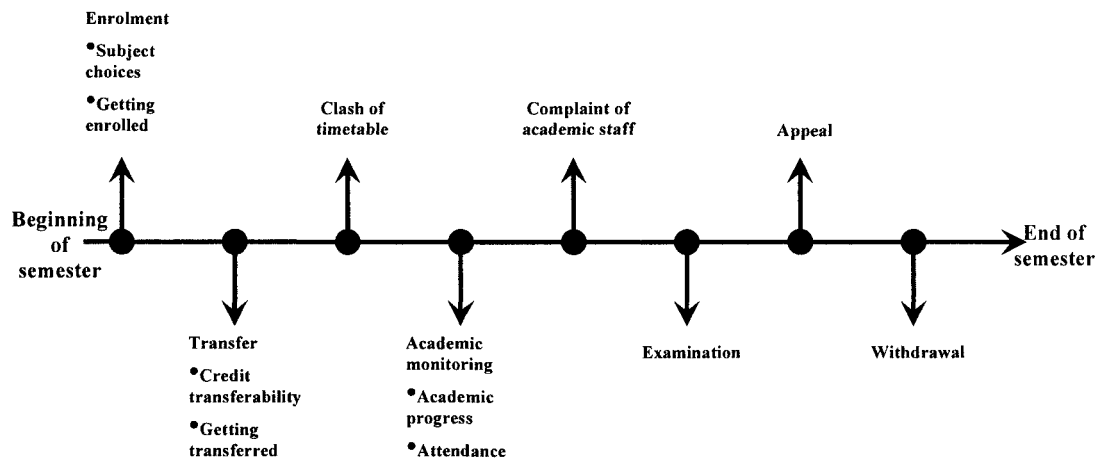 Enrolment
•Subject
choices
•Getting
enrolled
Clash of
timetable
Complaint of
academic staff
Appeal
Beginning
of
semester
End of
semester
Transfer
•Credit
transferability
•Getting
transferred
Academic
monitoring
•Academic
progress
•Attendance
Examination
Withdrawal